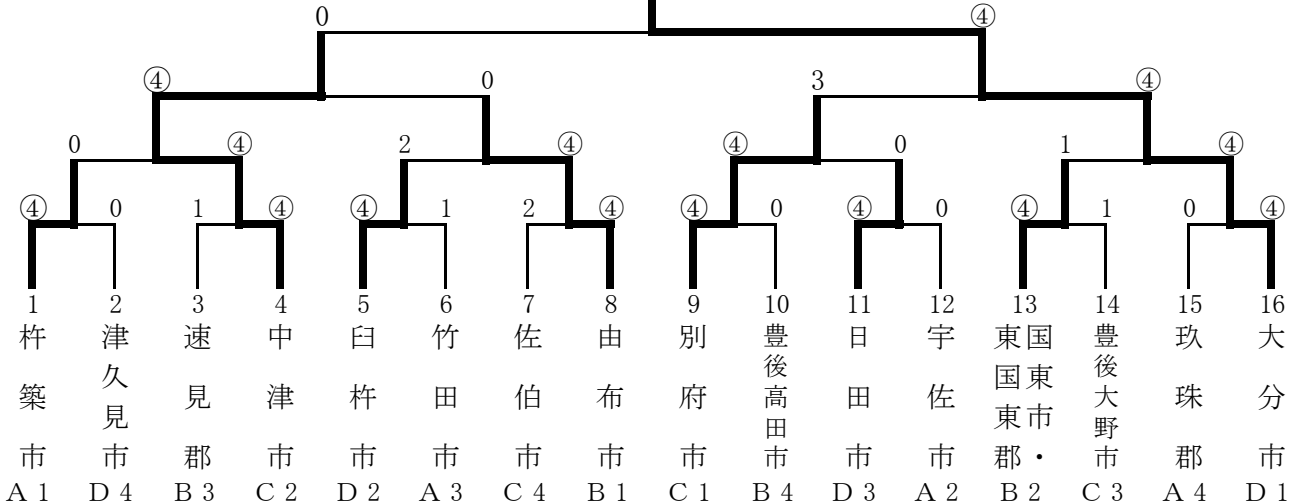 0 ④
④ 0 3 ④
0 ④ 2 ④ ④ 0 1 ④
④ 0 1 ④ ④ 1 2 ④ ④ 0 ④ 0 ④ 1 0 ④
1 2 3 4 5 6 7 8 9 10 11 12 13 14 15 16
杵築市
津久見市
速見郡
中津市
臼杵市
竹田市
佐伯市
由布市
別府市
豊後高田市
日田市
宇佐市
国東市・
東国東郡
豊後大野市
玖珠郡
大分市
A1 D4 B3 C2 D2 A3 C4 B1 C1 B4 D3 A2 B2 C3 A4 D1